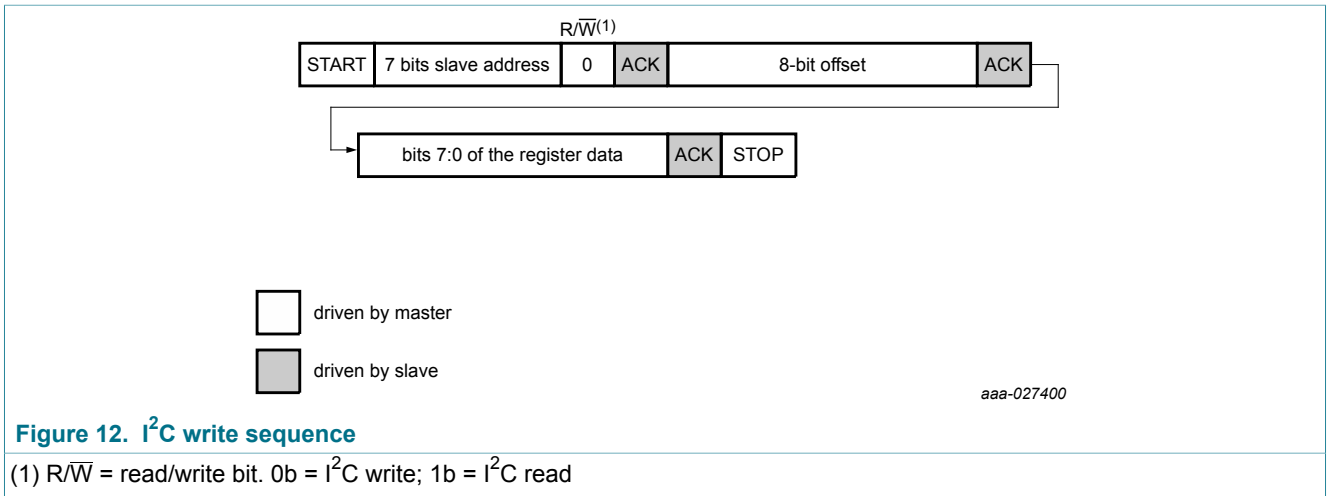 R/W̅(1)
START 7 bits slave address 0 ACK 8-bit offset ACK
bits 7:0 of the register data ACK STOP
driven by master
driven by slave
aaa-027400
Figure 12. I²C write sequence
(1) R/W̅ = read/write bit. 0b = I²C write; 1b = I²C read